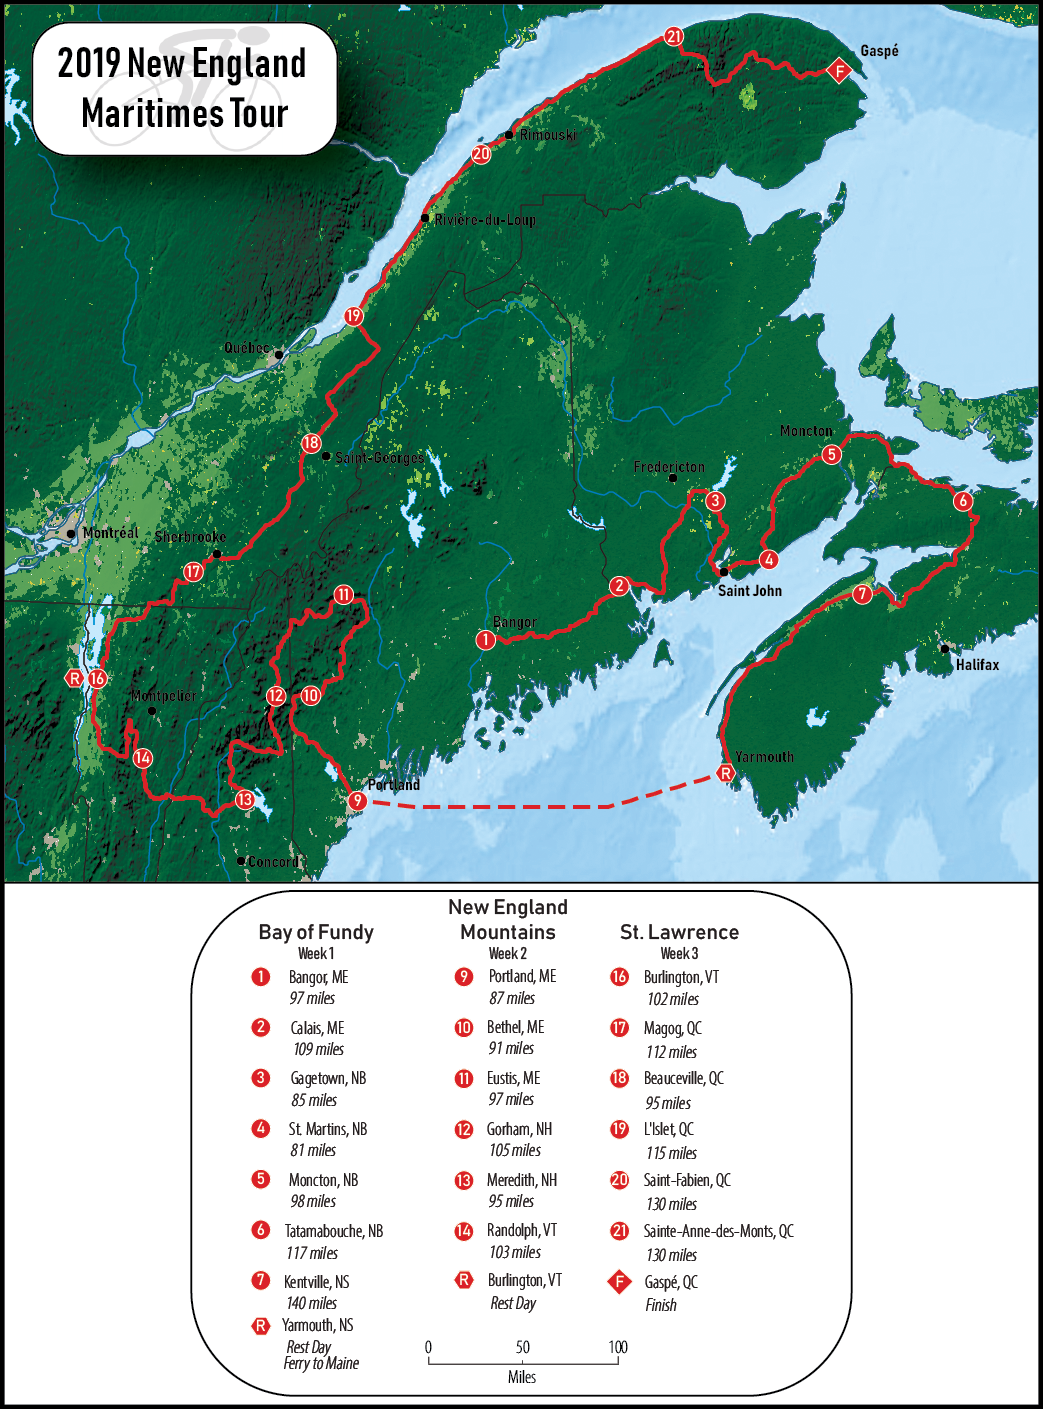 2019 New England
Maritimes Tour
21
Gaspé
F
Rimouski
20
Rivière-du-Loup
19
Québec
18
Saint-Georges
Moncton
5
Fredericton
3
6
Montréal
Sherbrooke
17
4
Saint John
2
11
7
Bangor
1
Halifax
R
16
Montpelier
12
10
14
Yarmouth
R
Portland
9
13
Concord
Bay of Fundy
Week 1
1 Bangor, ME
97 miles
2 Calais, ME
109 miles
3 Gagetown, NB
85 miles
4 St. Martins, NB
81 miles
5 Moncton, NB
98 miles
6 Tatamabouche, NB
117 miles
7 Kentville, NS
140 miles
R Yarmouth, NS
Rest Day
Ferry to Maine
New England
Mountains
Week 2
9 Portland, ME
87 miles
10 Bethel, ME
91 miles
11 Eustis, ME
97 miles
12 Gorham, NH
105 miles
13 Meredith, NH
95 miles
14 Randolph, VT
103 miles
R Burlington, VT
Rest Day
St. Lawrence
Week 3
16 Burlington, VT
102 miles
17 Magog, QC
112 miles
18 Beauceville, QC
95 miles
19 L'Islet, QC
115 miles
20 Saint-Fabien, QC
130 miles
21 Sainte-Anne-des-Monts, QC
130 miles
F Gaspé, QC
Finish
0 50 100
Miles